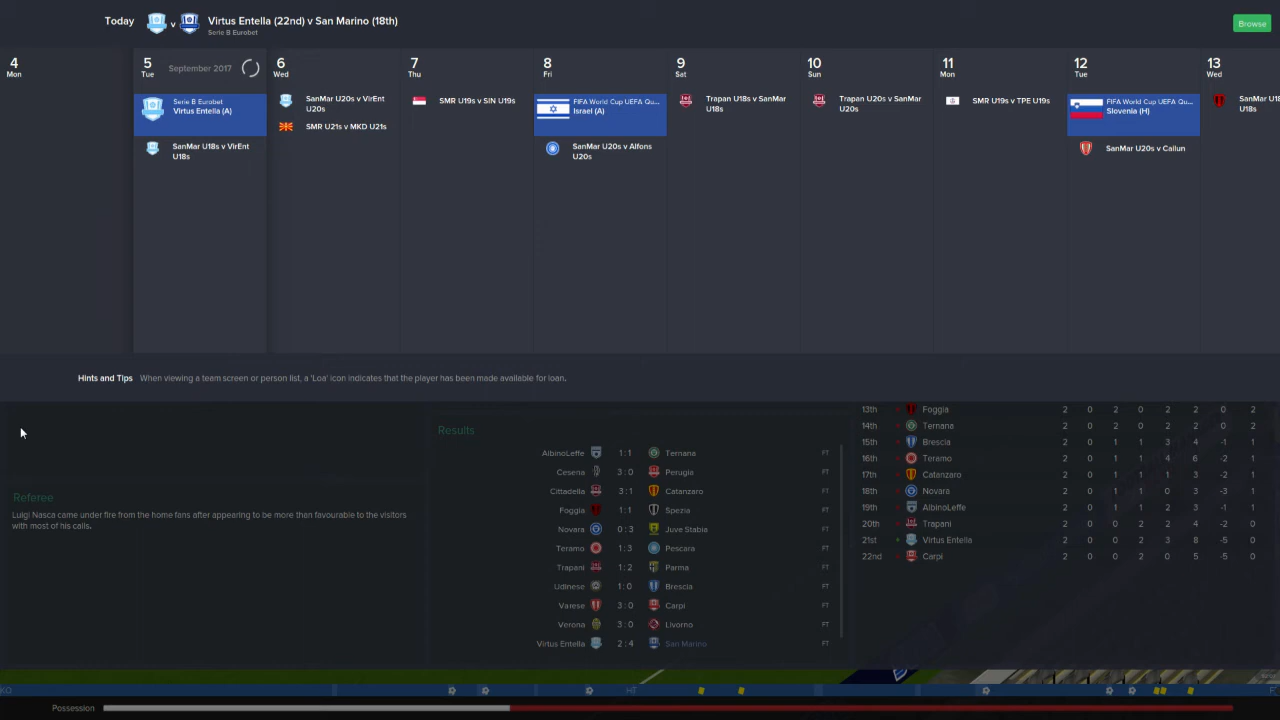 Today Virtus Entella (22nd) v San Marino (18th)
v
Serie B Eurobet
Browse
4
Mon
5
Tue
September 2017
6
Wed
7
Thu
8
Fri
9
Sat
10
Sun
11
Mon
12
Tue
13
Wed
Serie B Eurobet
Virtus Entella (A)
SanMar U18s v VirEnt
U18s
SanMar U20s v VirEnt
U20s
SMR U21s v MKD U21s
SMR U19s v SIN U19s
FIFA World Cup UEFA Qu...
Israel (A)
SanMar U20s v Alfons
U20s
Trapan U18s v SanMar
U18s
Trapan U20s v SanMar
U20s
SMR U19s v TPE U19s
FIFA World Cup UEFA Qu...
Slovenia (H)
SanMar U20s v Cailun
SanMar U18
U18s
Hints and Tips When viewing a team screen or person list, a 'Loa' icon indicates that the player has been made available for loan.
Referee
Luigi Nasca came under fire from the home fans after appearing to be more than favourable to the visitors
with most of his calls.
Results
AlbinoLeffe 1:1 Ternana FT
Cesena 3:0 Perugia FT
Cittadella 3:1 Catanzaro FT
Foggia 1:1 Spezia FT
Novara 0:3 Juve Stabia FT
Teramo 1:3 Pescara FT
Trapani 1:2 Parma FT
Udinese 1:0 Brescia FT
Varese 3:0 Carpi FT
Verona 3:0 Livorno FT
Virtus Entella 2:4 San Marino FT
13th Foggia 2 0 2 0 2 2 0 2
14th Ternana 2 0 2 0 2 2 0 2
15th Brescia 2 0 1 1 3 4 -1 1
16th Teramo 2 0 1 1 4 6 -2 1
17th Catanzaro 2 0 1 1 2 3 -2 1
18th Novara 2 0 1 1 0 3 -3 1
19th AlbinoLeffe 2 0 1 1 2 3 -1 1
20th Trapani 2 0 0 2 2 4 -2 0
21st Virtus Entella 2 0 0 2 3 8 -5 0
22nd Carpi 2 0 0 2 0 5 -5 0
KO
HT
Possession